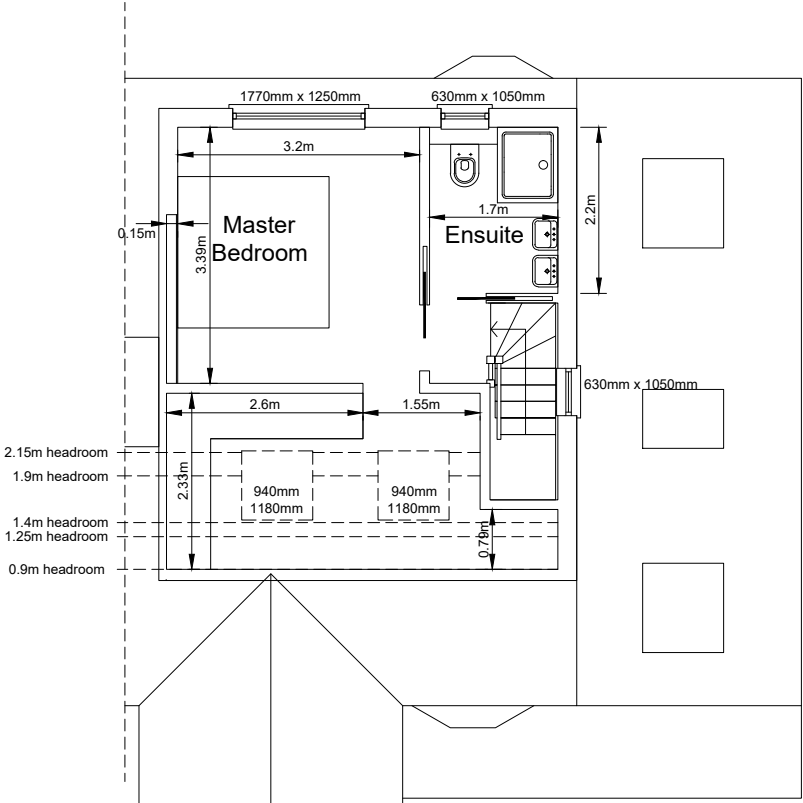 1770mm x 1250mm
630mm x 1050mm
3.2m
1.7m
2.2m
0.15m
Master
Bedroom
Ensuite
3.39m
630mm x 1050mm
2.6m
1.55m
2.15m headroom
1.9m headroom
2.33m
940mm
1180mm
940mm
1180mm
1.4m headroom
1.25m headroom
0.79m
0.9m headroom